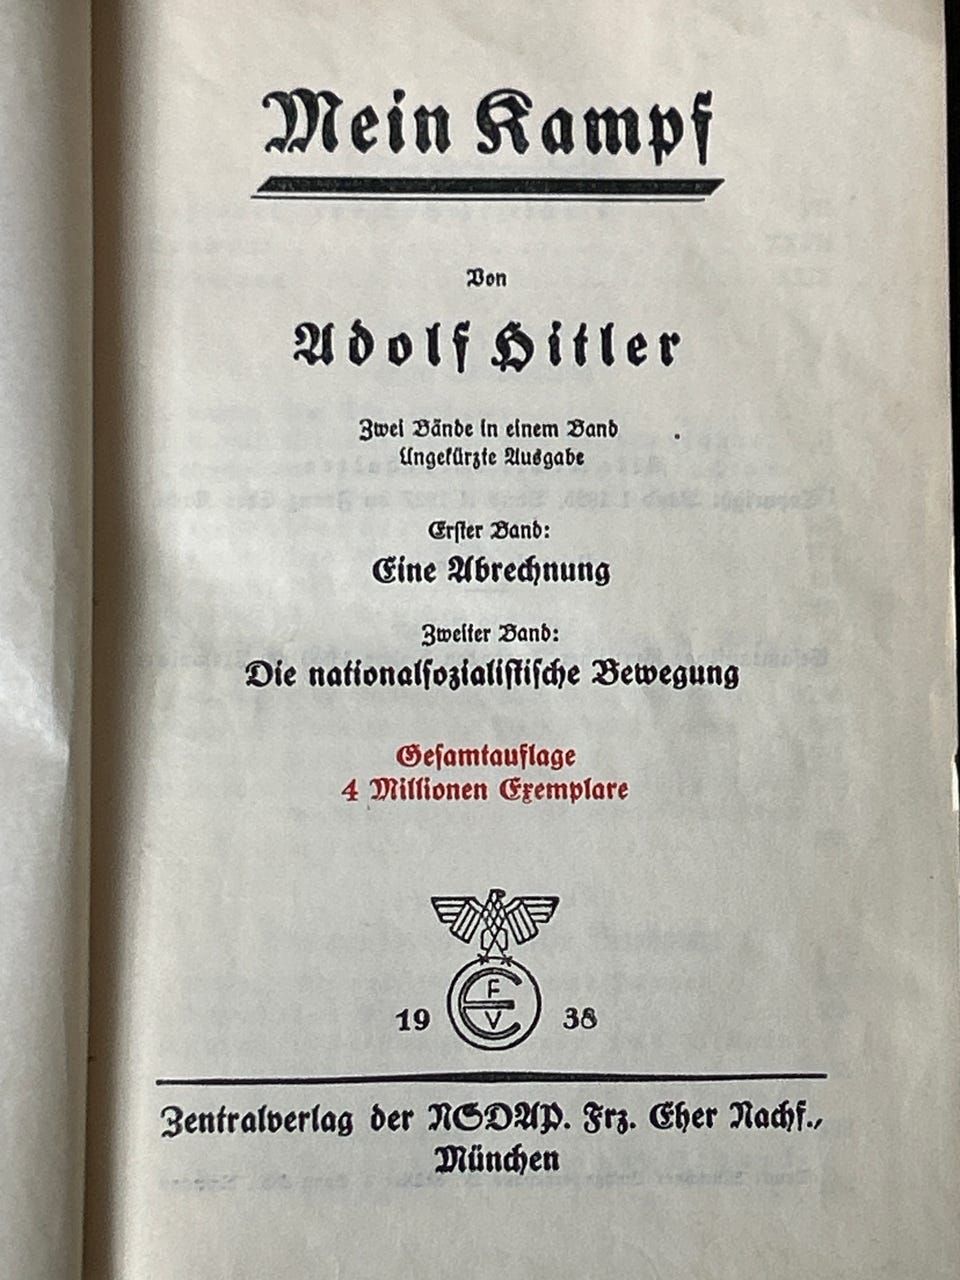 Mein Kampf
Von
Adolf Hitler
Zwei Bände in einem Band
Ungekürzte Ausgabe
Erster Band:
Eine Abrechnung
Zweiter Band:
Die nationalsozialistische Bewegung
Gesamtauflage
4 Millionen Exemplare
F
E
V
19 38
Zentralverlag der NSDAP. Frz. Eher Nachf.,
München